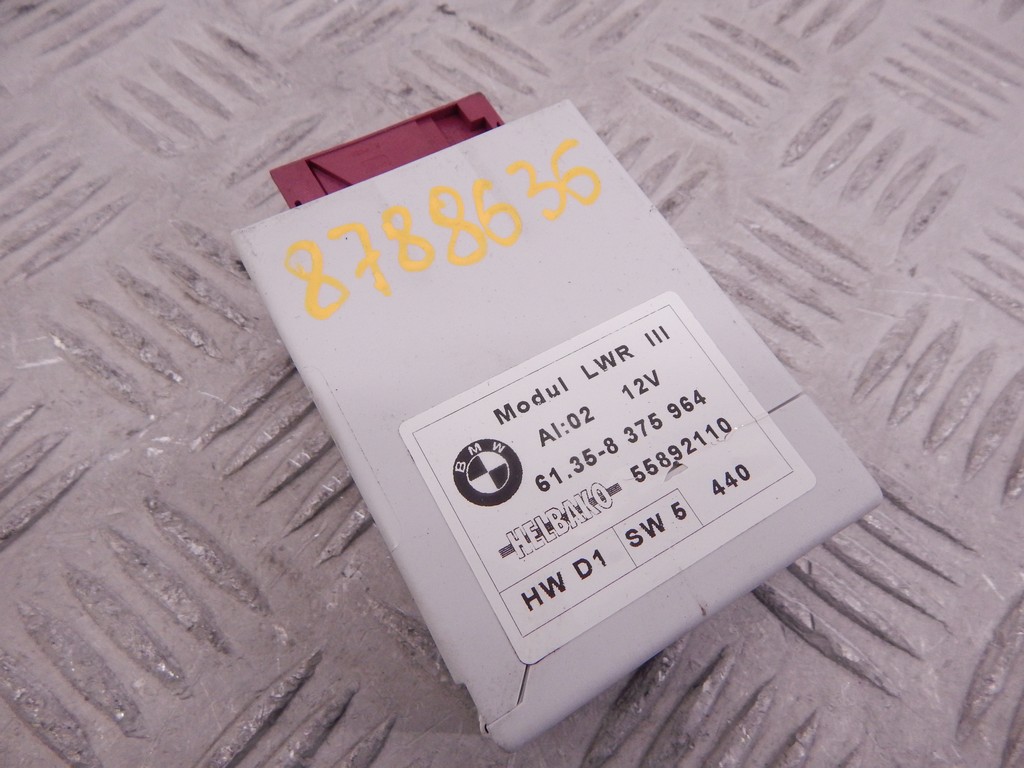 8788636
Modul LWR III
AI:02 12V
BMW
61.35-8 375 964
HELBAKO 55892110
HW D1 SW 5 440